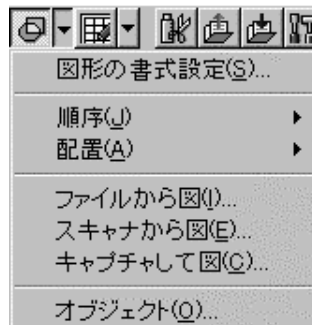 図形の書式設定(S)...
順序(J)
配置(A)
ファイルから図(I)...
スキャナから図(E)...
キャプチャして図(C)...
オブジェクト(O)...